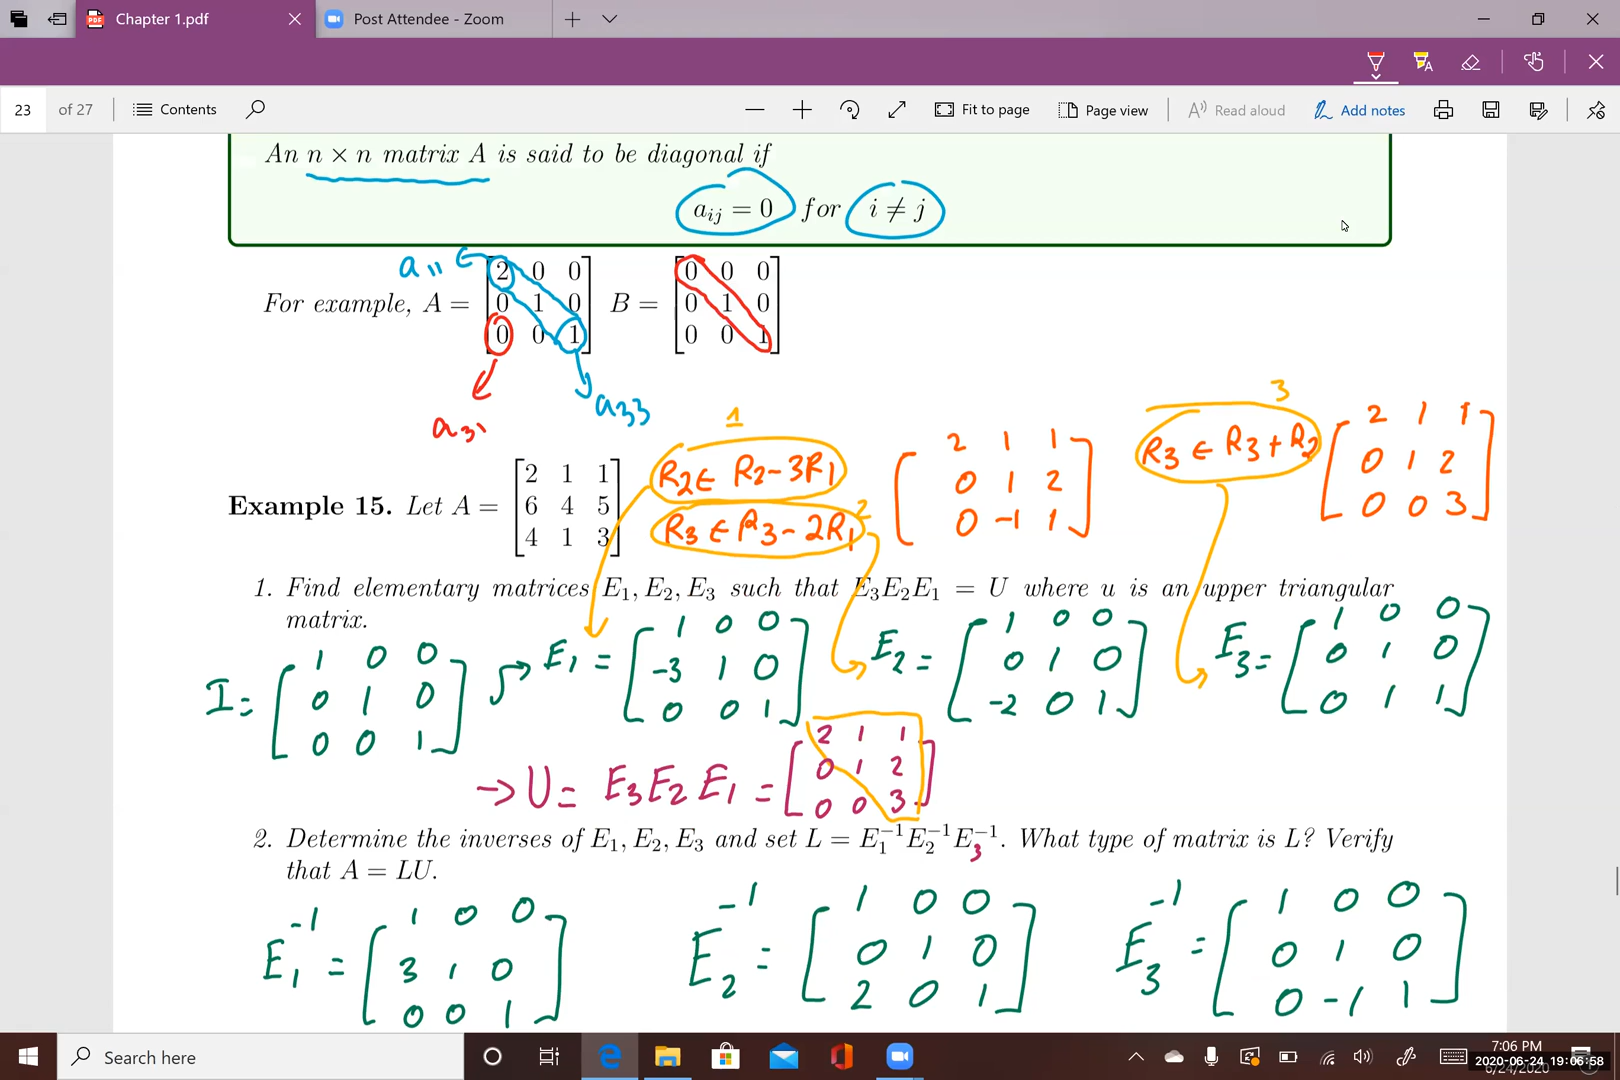 Chapter 1.pdf
Post Attendee - Zoom
23 of 27 Contents Fit to page Page view Read aloud Add notes
An n × n matrix A is said to be diagonal if
a_ij = 0 for i ≠ j
a11
For example, A = [2 0 0; 0 1 0; 0 0 1] B = [0 0 0; 0 1 0; 0 0 1]
a31 a33
1 3
Example 15. Let A = [2 1 1; 6 4 5; 4 1 3]
R2 ∈ R2 - 3R1
2
R3 ∈ R3 - 2R1
[2 1 1; 0 1 2; 0 -1 1]
R3 ∈ R3 + R2 [2 1 1; 0 1 2; 0 0 3]
1. Find elementary matrices E1, E2, E3 such that E3E2E1 = U where u is an upper triangular
matrix.
I = [1 0 0; 0 1 0; 0 0 1] → E1 = [1 0 0; -3 1 0; 0 0 1] E2 = [1 0 0; 0 1 0; -2 0 1] E3 = [1 0 0; 0 1 0; 0 1 1]
→ U = E3 E2 E1 = [2 1 1; 0 1 2; 0 0 3]
2. Determine the inverses of E1, E2, E3 and set L = E1^-1 E2^-1 E3^-1. What type of matrix is L? Verify
that A = LU.
E1^-1 = [1 0 0; 3 1 0; 0 0 1] E2^-1 = [1 0 0; 0 1 0; 2 0 1] E3^-1 = [1 0 0; 0 1 0; 0 -1 1]
Search here
7:06 PM
2020-06-24 19:06:58
6/24/2020